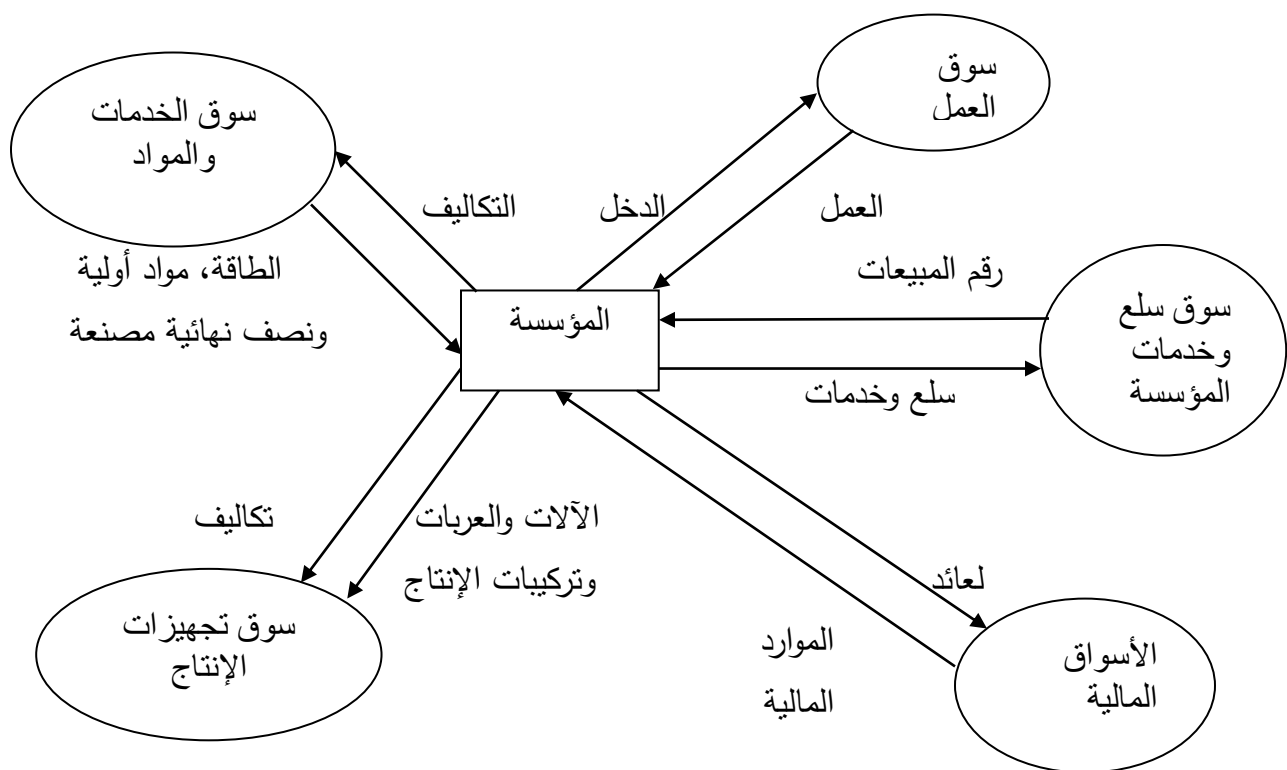 سوق
العمل
سوق الخدمات
والمواد
التكاليف
الدخل
العمل
الطاقة، مواد أولية
ونصف نهائية مصنعة
رقم المبيعات
المؤسسة
سوق سلع
وخدمات
المؤسسة
سلع وخدمات
تكاليف
الآلات والعربات
وتركيبات الإنتاج
لعائد
سوق تجهيزات
الإنتاج
الموارد
المالية
الأسواق
المالية